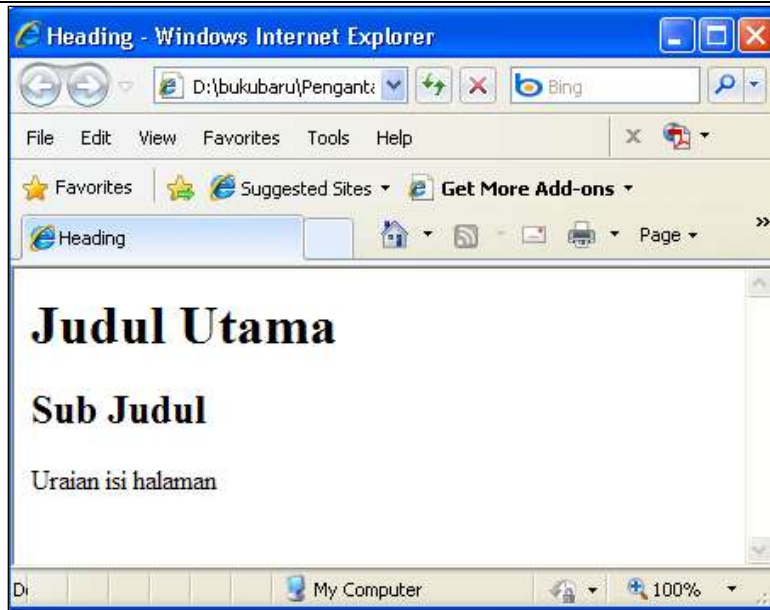 Heading - Windows Internet Explorer
D:\bukubaru\Penganta
Bing
File Edit View Favorites Tools Help
Favorites Suggested Sites Get More Add-ons
Heading Page »
Judul Utama
Sub Judul
Uraian isi halaman
My Computer 100%